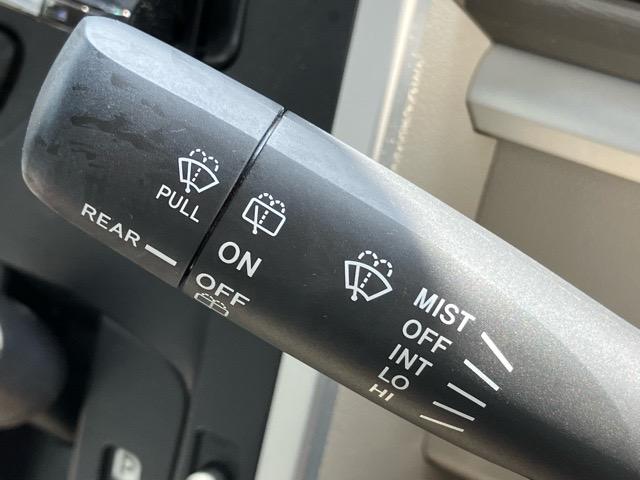 PULL
REAR
ON
OFF
MIST
OFF
INT
LO
HI
P